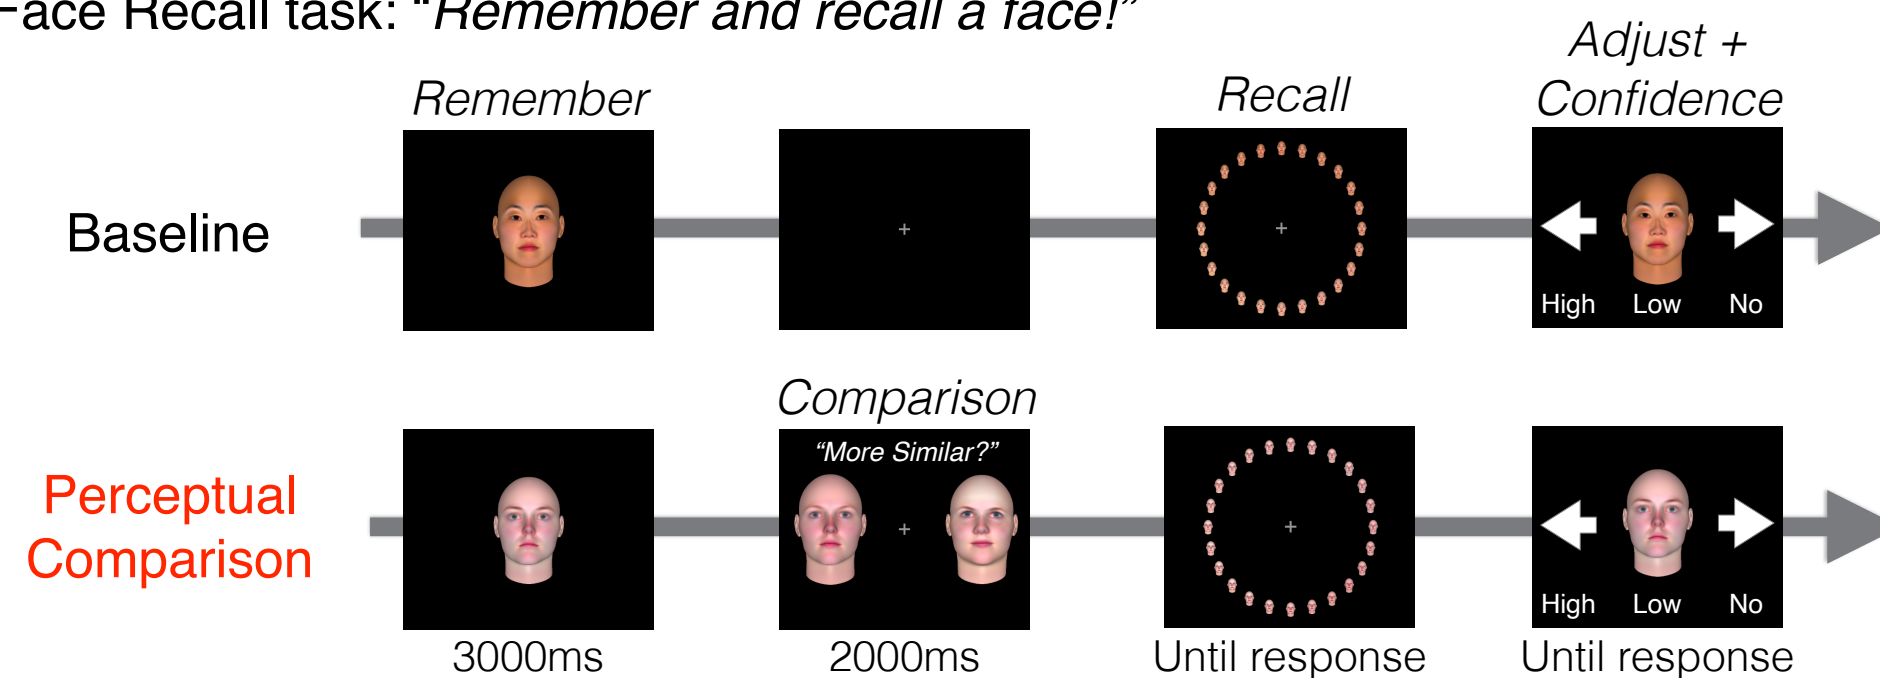 Face Recall task: “Remember and recall a face!”
Remember
Recall
Adjust +
Confidence
Baseline
High Low No
Comparison
“More Similar?”
Perceptual
Comparison
High Low No
3000ms
2000ms
Until response
Until response